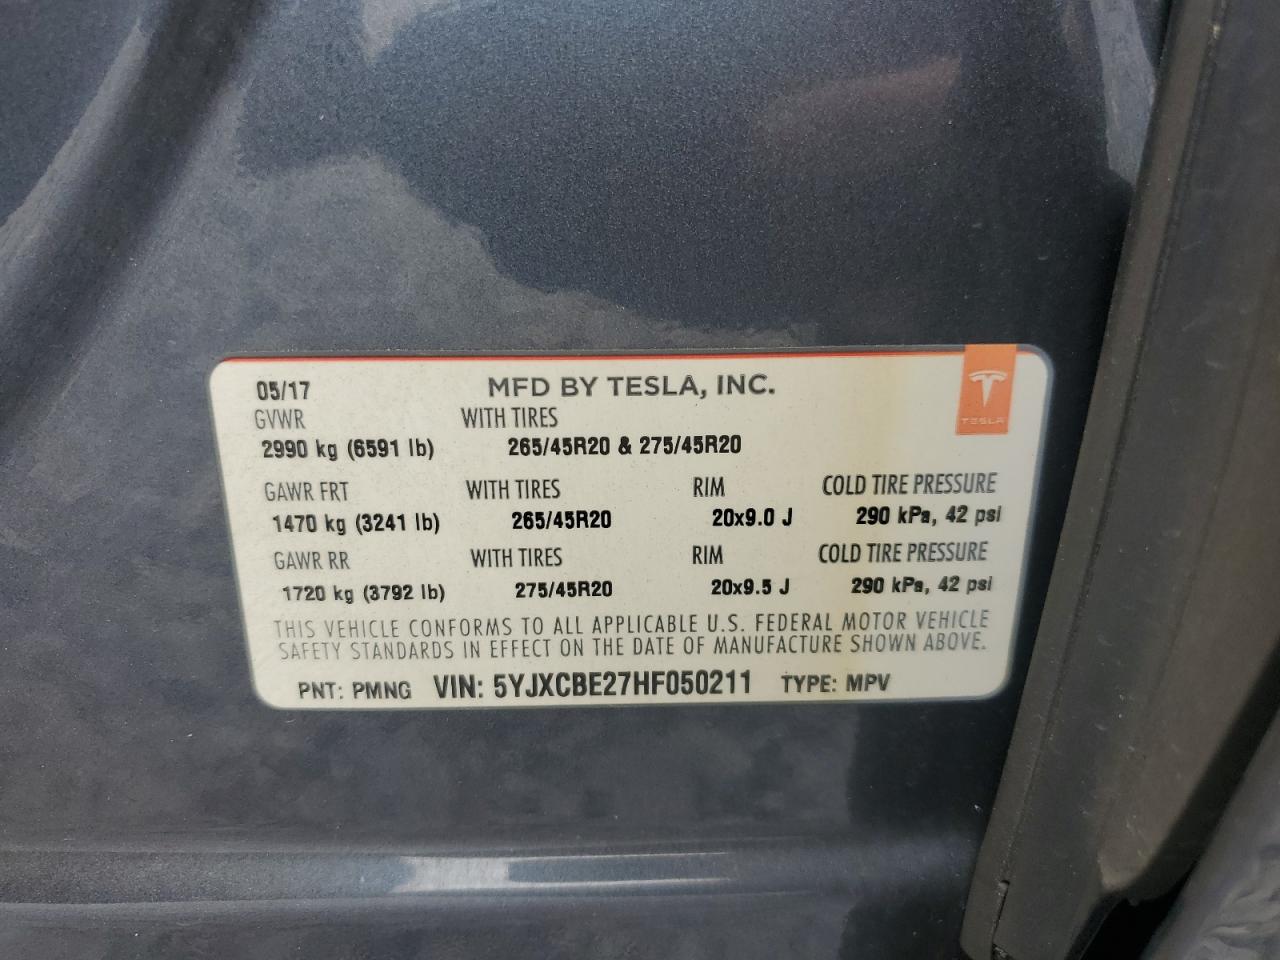 05/17 MFD BY TESLA, INC.
TESLA
GVWR WITH TIRES
2990 kg (6591 lb) 265/45R20 & 275/45R20
GAWR FRT WITH TIRES RIM COLD TIRE PRESSURE
1470 kg (3241 lb) 265/45R20 20x9.0 J 290 kPa, 42 psi
GAWR RR WITH TIRES RIM COLD TIRE PRESSURE
1720 kg (3792 lb) 275/45R20 20x9.5 J 290 kPa, 42 psi
THIS VEHICLE CONFORMS TO ALL APPLICABLE U.S. FEDERAL MOTOR VEHICLE
SAFETY STANDARDS IN EFFECT ON THE DATE OF MANUFACTURE SHOWN ABOVE.
PNT: PMNG VIN: 5YJXCBE27HF050211 TYPE: MPV